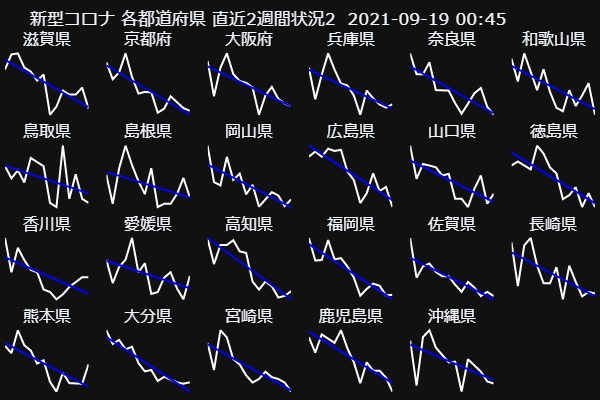 新型コロナ 各都道府県 直近2週間状況2 2021-09-19 00:45
滋賀県 京都府 大阪府 兵庫県 奈良県 和歌山県
鳥取県 島根県 岡山県 広島県 山口県 徳島県
香川県 愛媛県 高知県 福岡県 佐賀県 長崎県
熊本県 大分県 宮崎県 鹿児島県 沖縄県